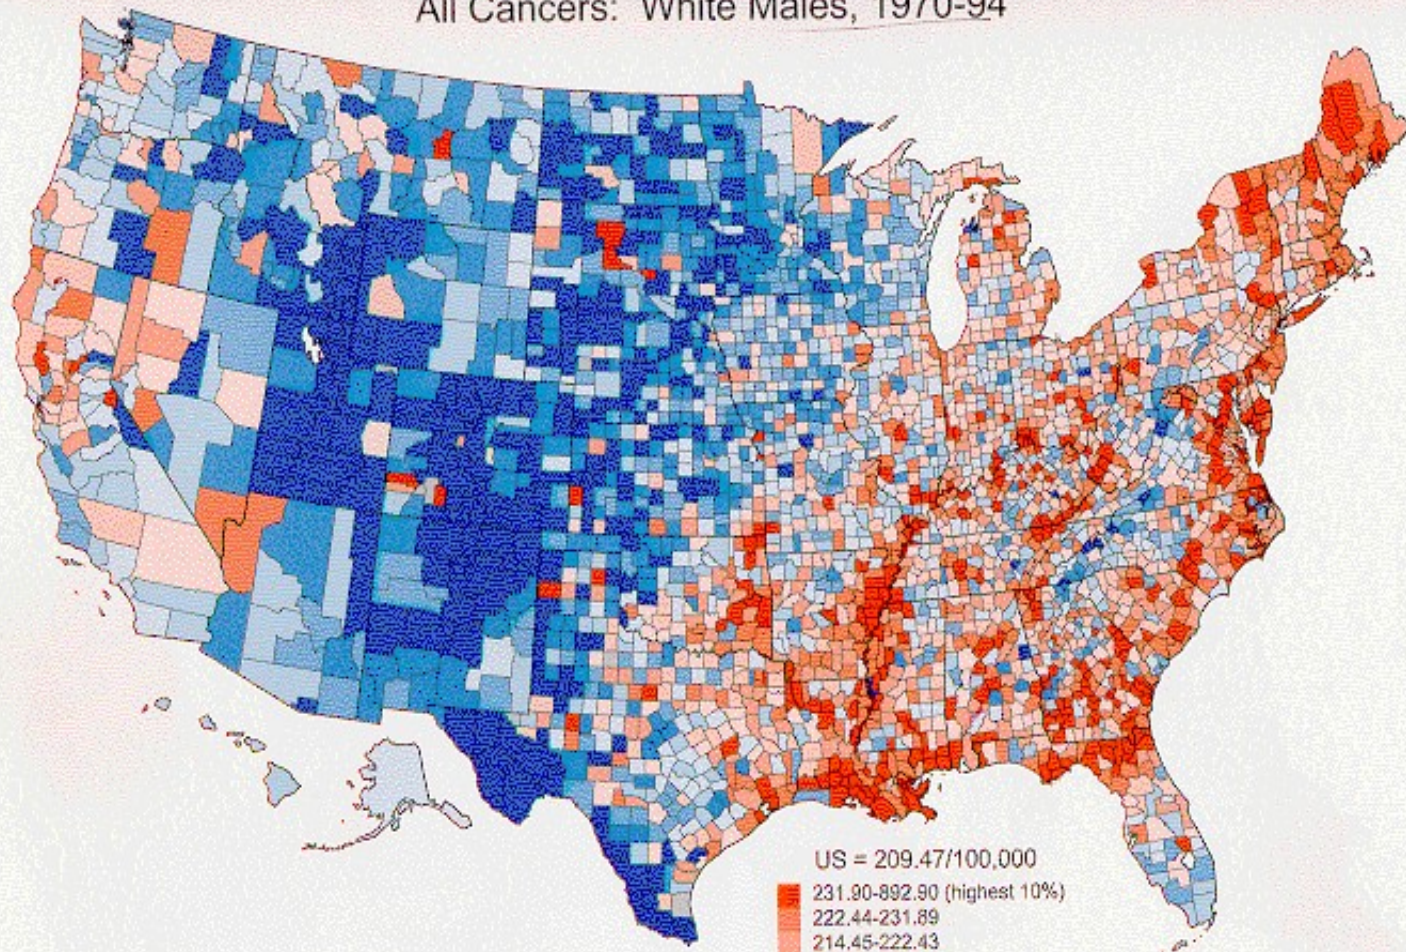 All Cancers: White Males, 1970-94
US = 209.47/100,000
231.90-892.90 (highest 10%)
222.44-231.89
214.45-222.43